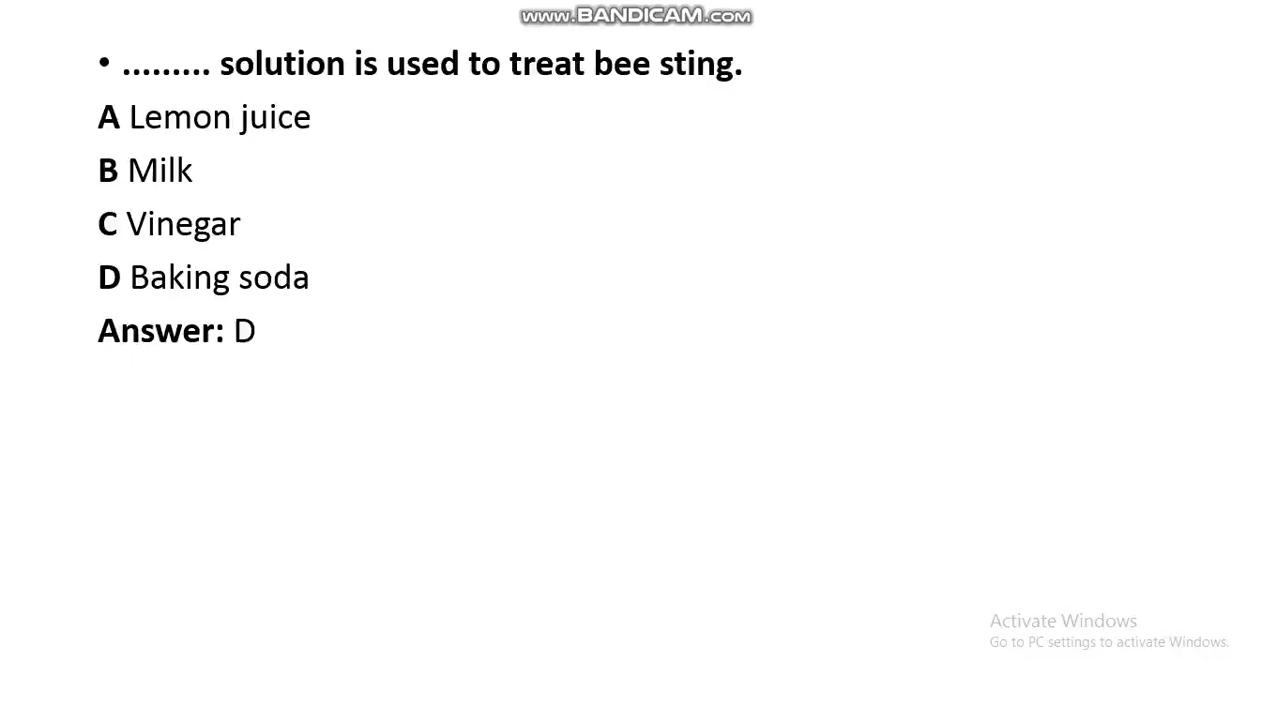 www.BANDICAM.com
• ......... solution is used to treat bee sting.
A Lemon juice
B Milk
C Vinegar
D Baking soda
Answer: D
Activate Windows
Go to PC settings to activate Windows.